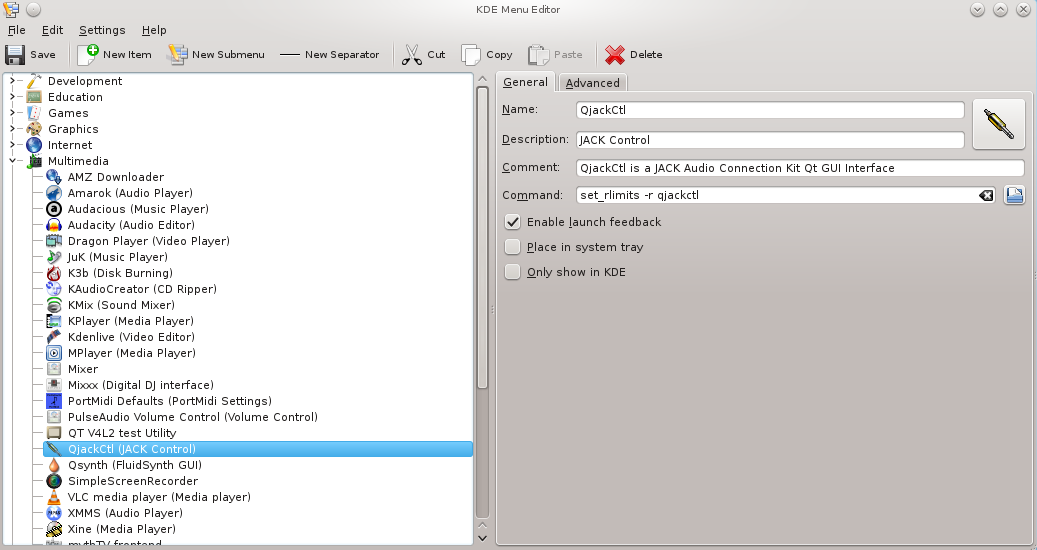 KDE Menu Editor
File Edit Settings Help
Save New Item New Submenu New Separator Cut Copy Paste Delete
Development
Education
Games
Graphics
Internet
Multimedia
AMZ Downloader
Amarok (Audio Player)
Audacious (Music Player)
Audacity (Audio Editor)
Dragon Player (Video Player)
JuK (Music Player)
K3b (Disk Burning)
KAudioCreator (CD Ripper)
KMix (Sound Mixer)
KPlayer (Media Player)
Kdenlive (Video Editor)
MPlayer (Media Player)
Mixer
Mixxx (Digital DJ interface)
PortMidi Defaults (PortMidi Settings)
PulseAudio Volume Control (Volume Control)
QT V4L2 test Utility
QjackCtl (JACK Control)
Qsynth (FluidSynth GUI)
SimpleScreenRecorder
VLC media player (Media player)
XMMS (Audio Player)
Xine (Media Player)
mythTV frontend
General Advanced
Name: QjackCtl
Description: JACK Control
Comment: QjackCtl is a JACK Audio Connection Kit Qt GUI Interface
Command: set_rlimits -r qjackctl
Enable launch feedback
Place in system tray
Only show in KDE